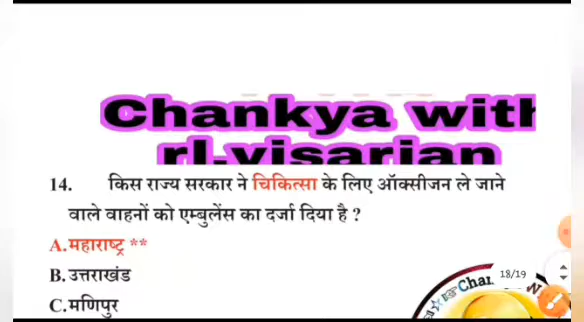 Chankya with
rl.visarian
14. किस राज्य सरकार ने चिकित्सा के लिए ऑक्सीजन ले जाने
वाले वाहनों को एम्बुलेंस का दर्जा दिया है ?
A.महाराष्ट्र **
B.उत्तराखंड
C.मणिपुर
18/19